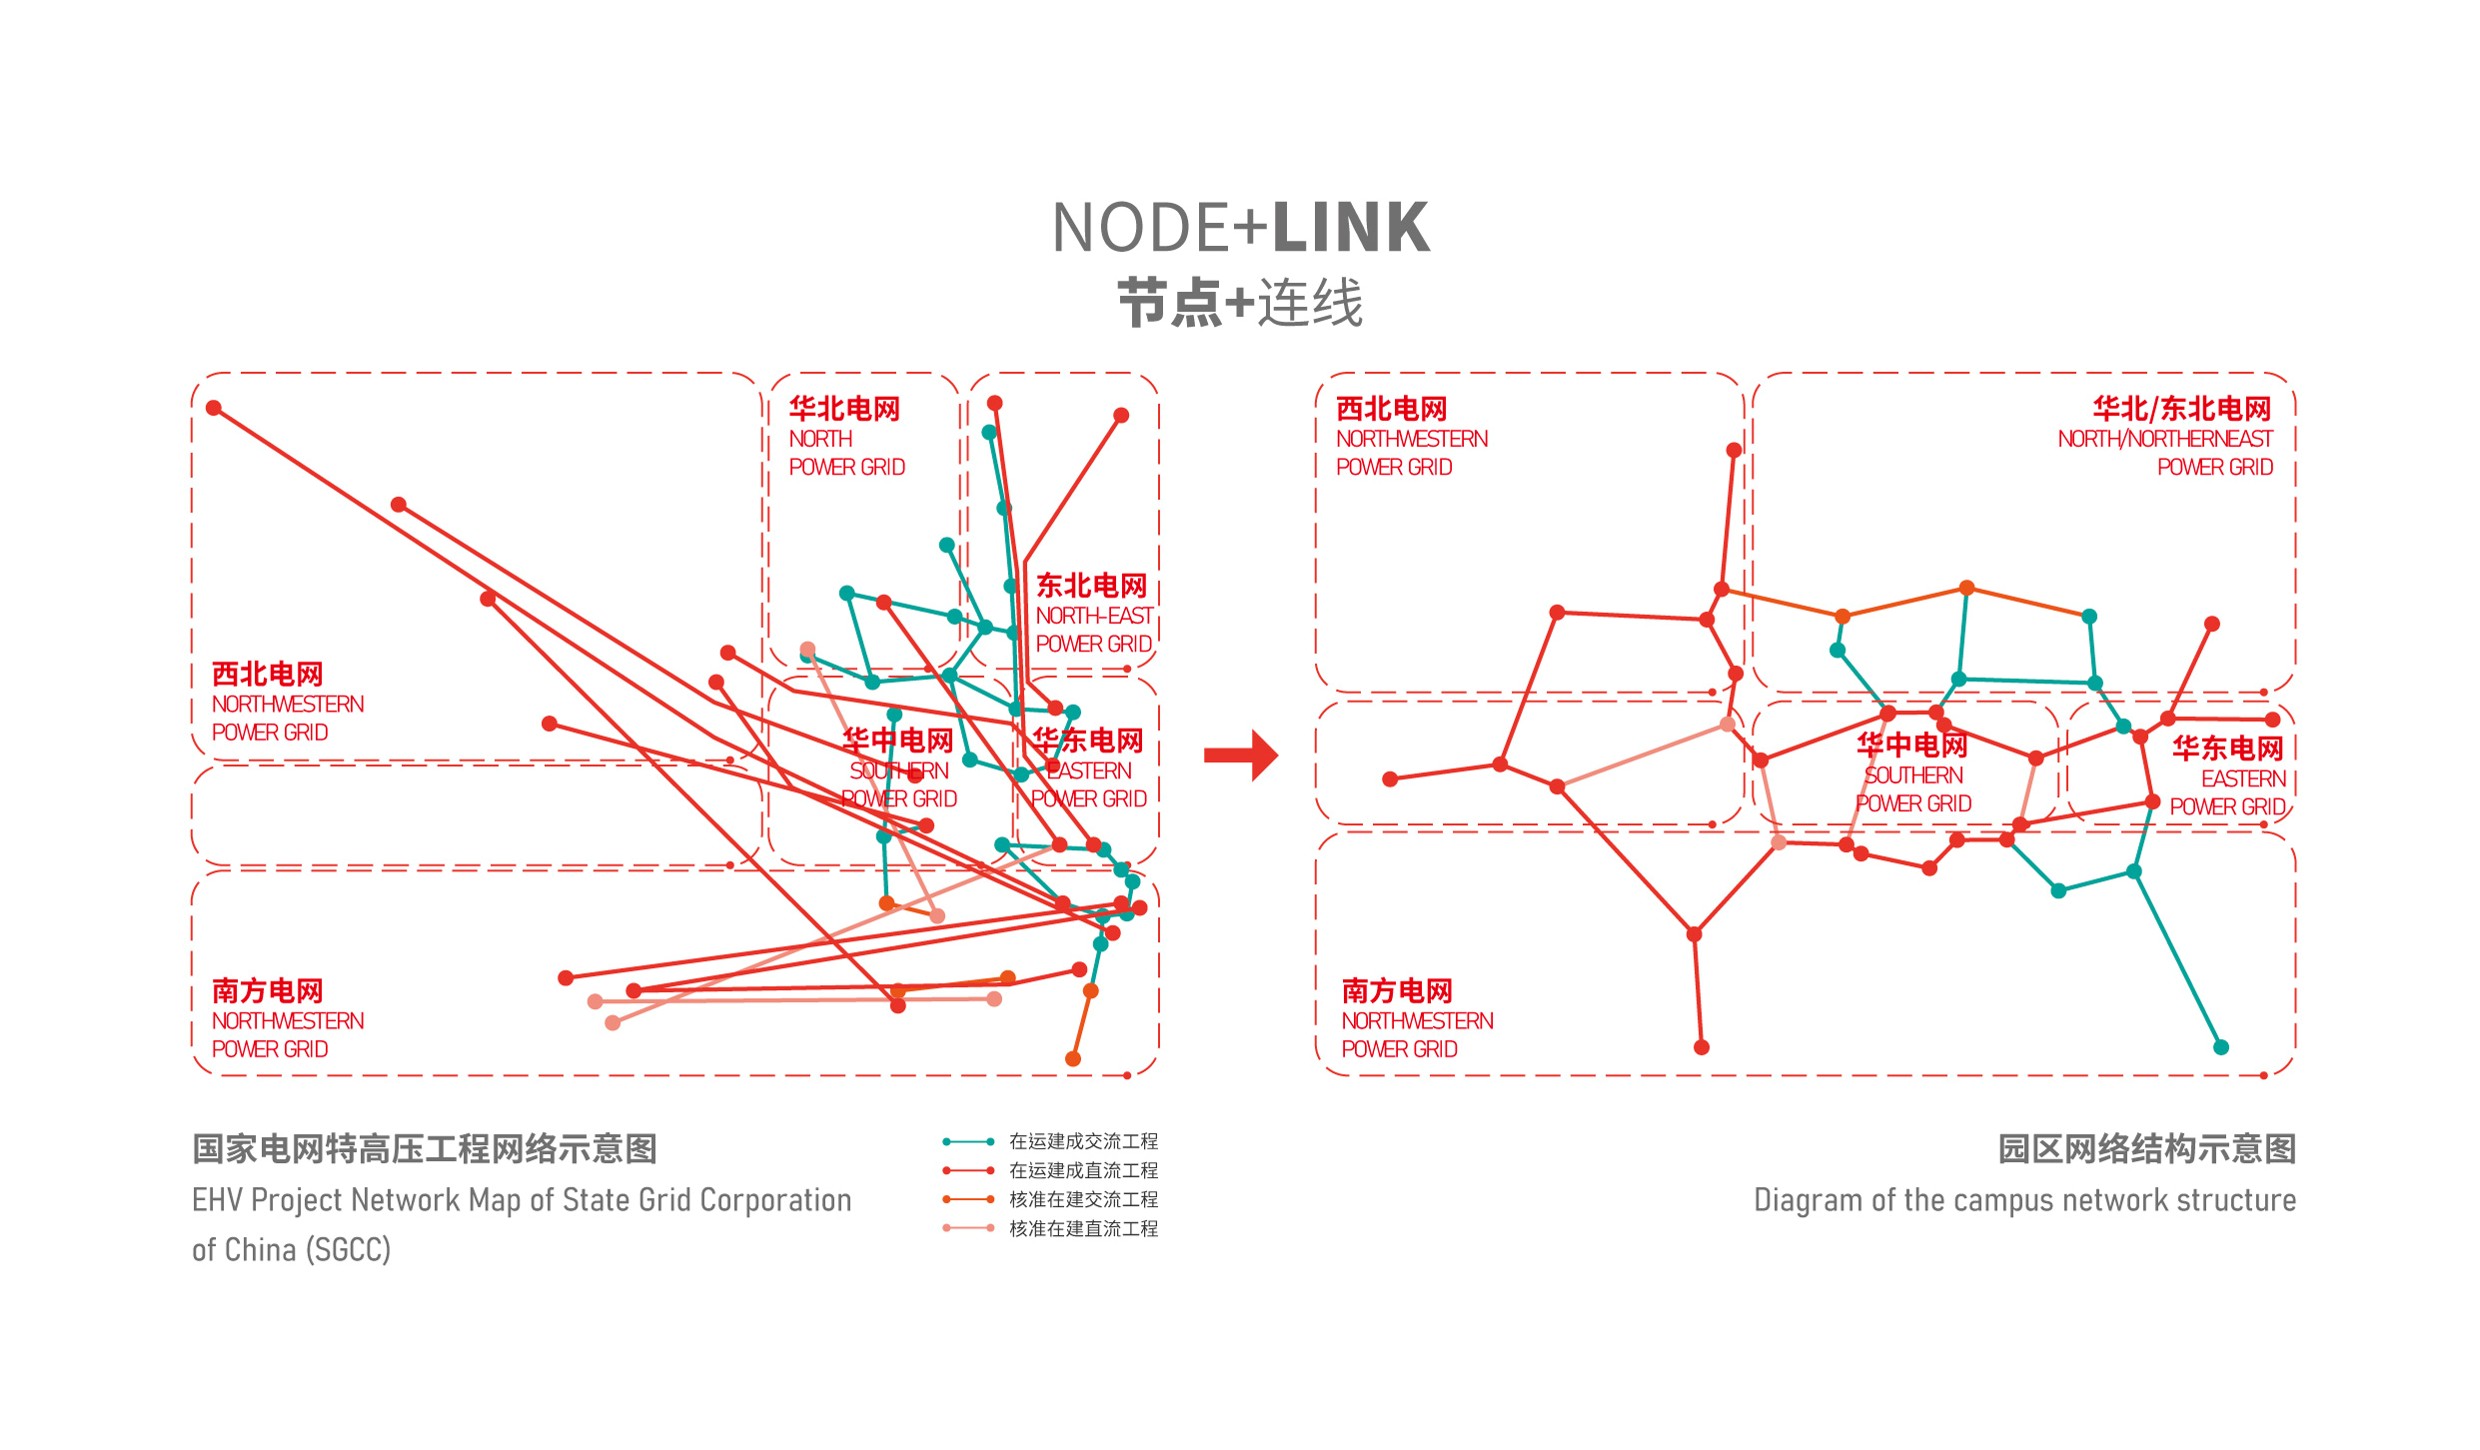 NODE+LINK
节点+连线
华北电网
NORTH
POWER GRID
东北电网
NORTH-EAST
POWER GRID
西北电网
NORTHWESTERN
POWER GRID
华中电网
SOUTHERN
POWER GRID
华东电网
EASTERN
POWER GRID
南方电网
NORTHWESTERN
POWER GRID
西北电网
NORTHWESTERN
POWER GRID
华北/东北电网
NORTH/NORTHERNEAST
POWER GRID
华中电网
SOUTHERN
POWER GRID
华东电网
EASTERN
POWER GRID
南方电网
NORTHWESTERN
POWER GRID
国家电网特高压工程网络示意图
EHV Project Network Map of State Grid Corporation
of China (SGCC)
在运建成交流工程
在运建成直流工程
核准在建交流工程
核准在建直流工程
园区网络结构示意图
Diagram of the campus network structure